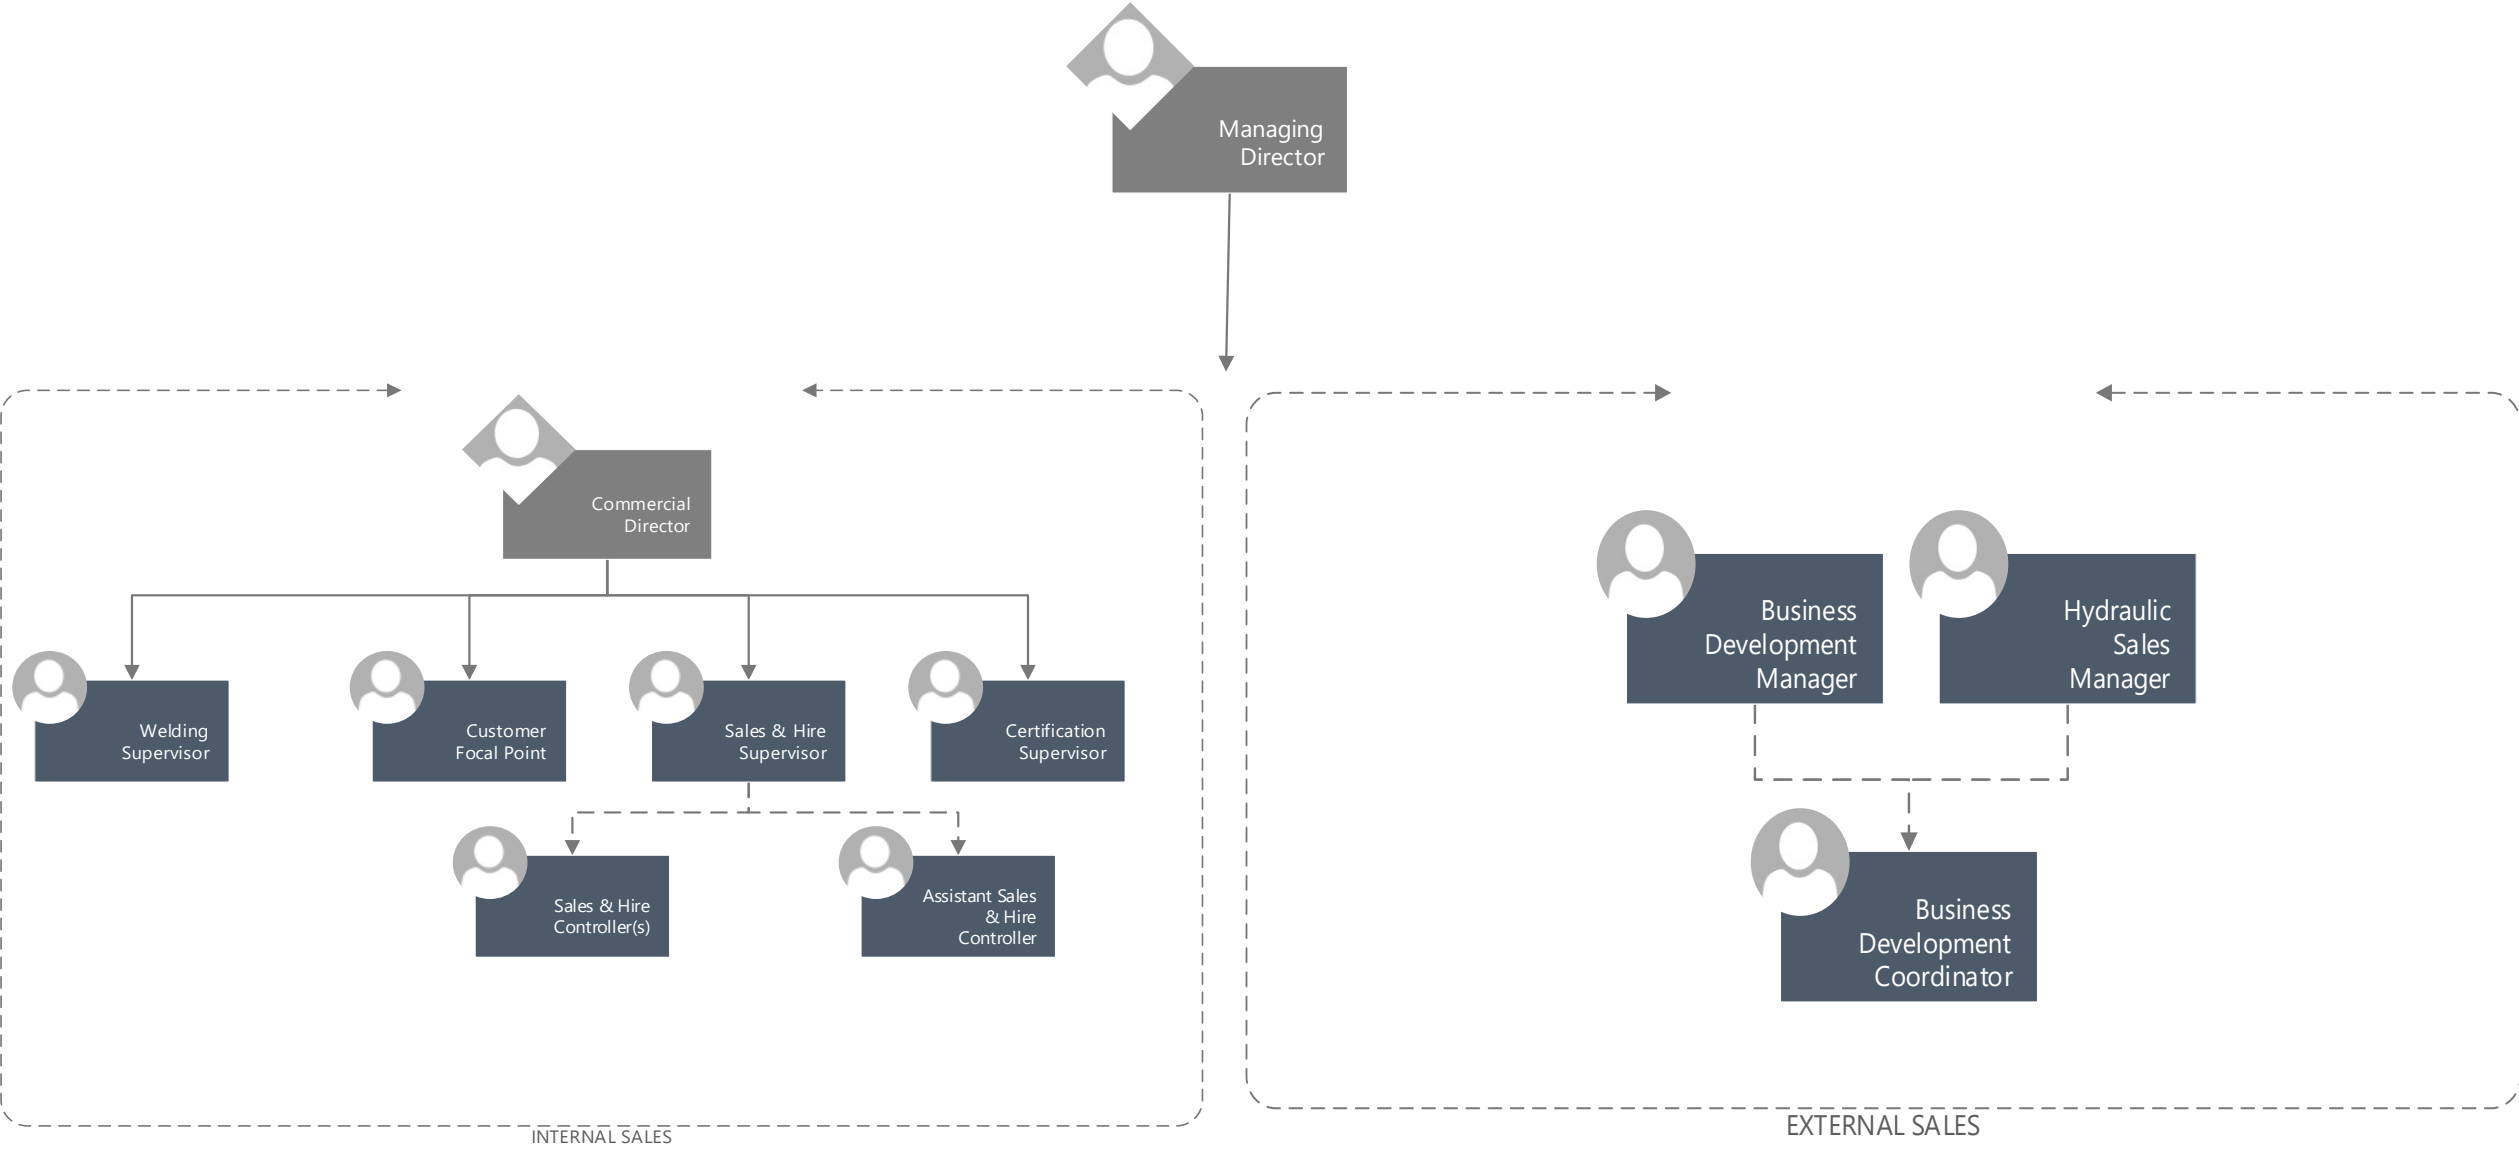 Managing
Director
Commercial
Director
Welding
Supervisor
Customer
Focal Point
Sales & Hire
Supervisor
Certification
Supervisor
Sales & Hire
Controller(s)
Assistant Sales
& Hire
Controller
INTERNAL SALES
Business
Development
Manager
Hydraulic
Sales
Manager
Business
Development
Coordinator
EXTERNAL SALES